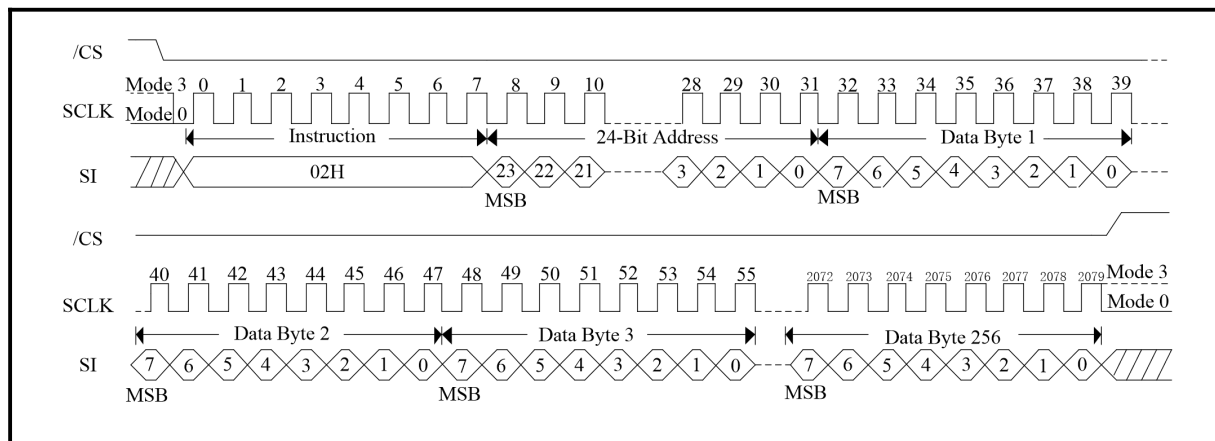 /CS
Mode 3 0 1 2 3 4 5 6 7 8 9 10 28 29 30 31 32 33 34 35 36 37 38 39
SCLK Mode 0
Instruction 24-Bit Address Data Byte 1
SI 02H 23 22 21 3 2 1 0 7 6 5 4 3 2 1 0
MSB MSB
/CS
40 41 42 43 44 45 46 47 48 49 50 51 52 53 54 55 2072 2073 2074 2075 2076 2077 2078 2079 Mode 3
SCLK Mode 0
Data Byte 2 Data Byte 3 Data Byte 256
SI 7 6 5 4 3 2 1 0 7 6 5 4 3 2 1 0 7 6 5 4 3 2 1 0
MSB MSB MSB